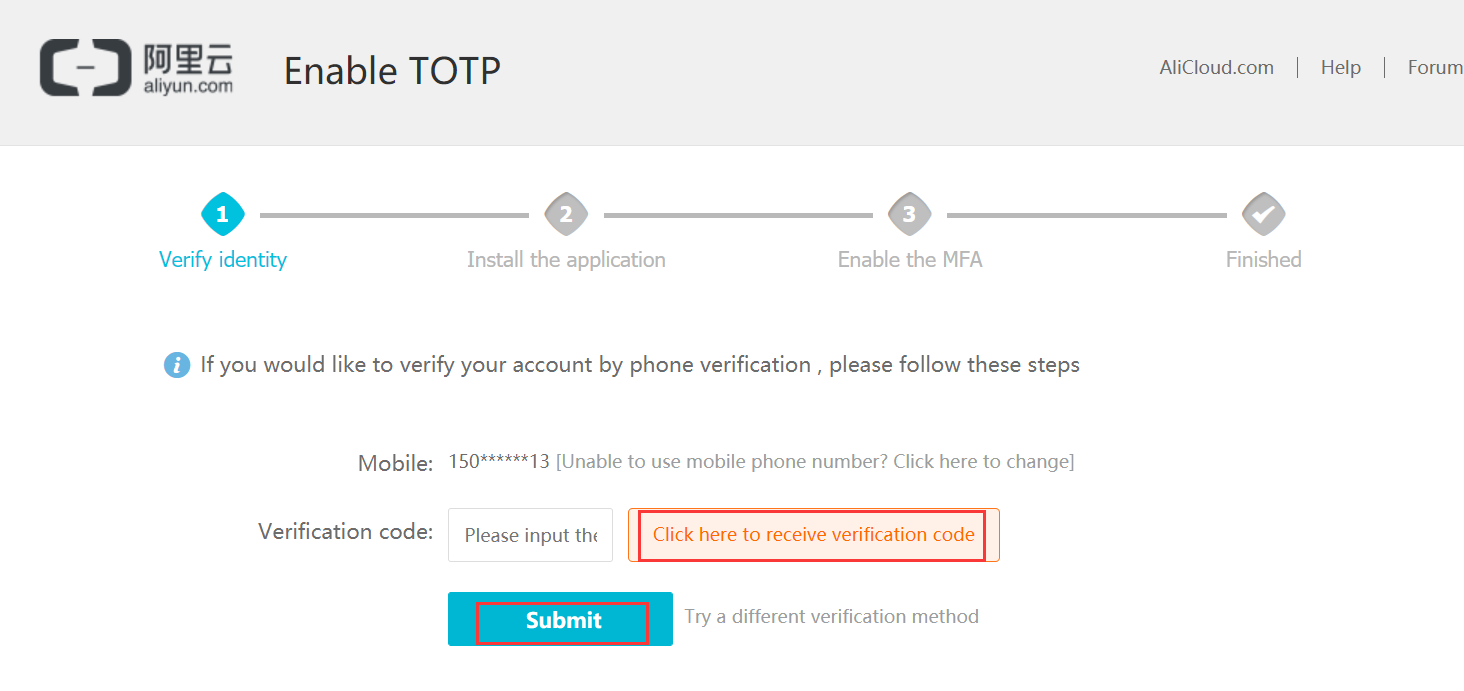 阿里云
aliyun.com
Enable TOTP
AliCloud.com | Help | Forum
1 2 3
Verify identity Install the application Enable the MFA Finished
i If you would like to verify your account by phone verification , please follow these steps
Mobile: 150******13 [Unable to use mobile phone number? Click here to change]
Verification code: Please input the Click here to receive verification code
Submit Try a different verification method